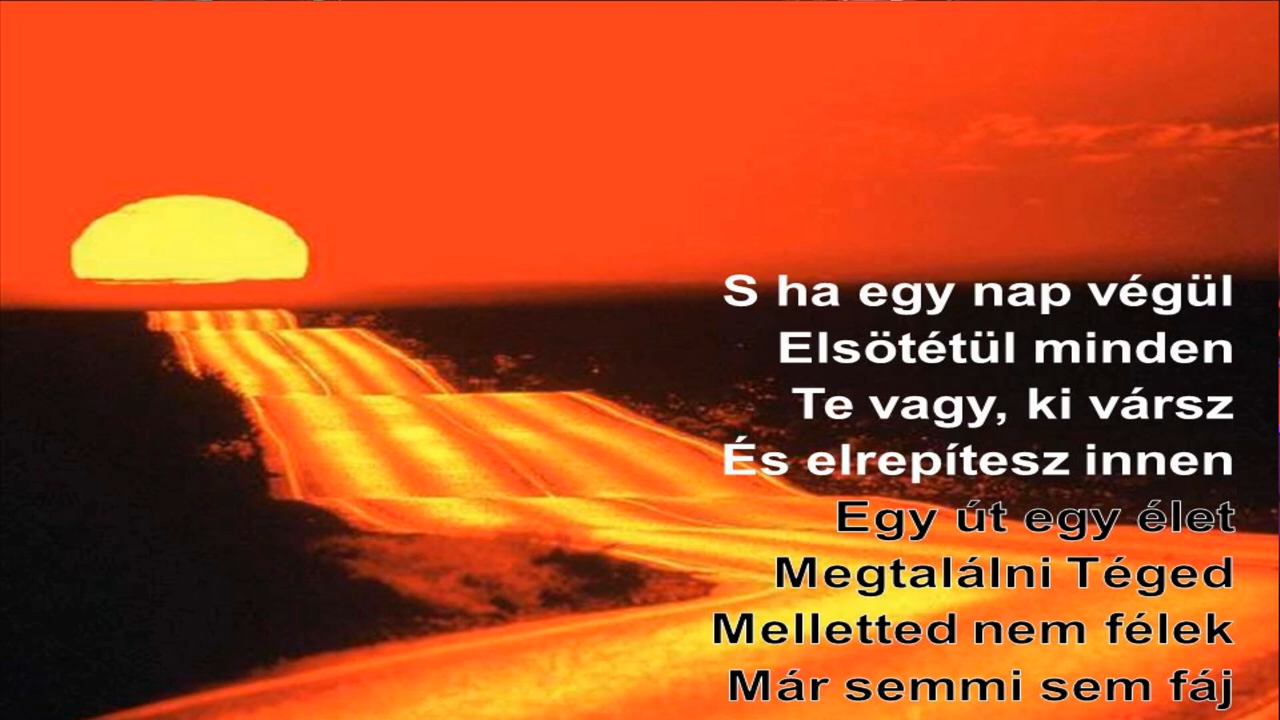 S ha egy nap végül
Elsötétül minden
Te vagy, ki vársz
És elrepítesz innen
Egy út egy élet
Megtalálni Téged
Melletted nem félek
Már semmi sem fáj